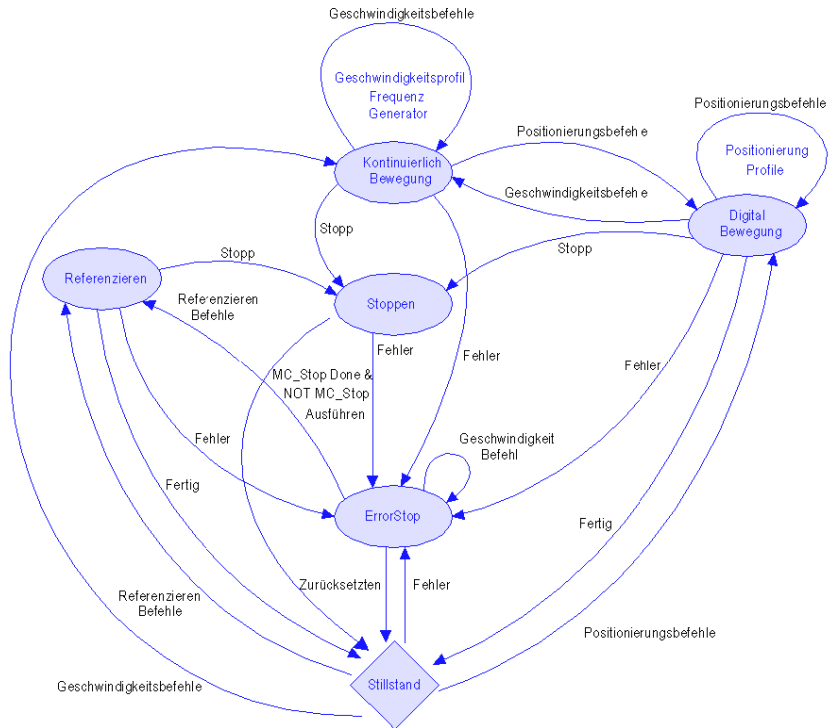 Geschwindigkeitsbefehle
Geschwindigkeitsprofil
Frequenz
Generator
Positionierungsbefehle
Positionierungsbefeh e
Positionierung
Profile
Kontinuierlich
Bewegung
Geschwindigkeitsbefeh e
Digital
Bewegung
Stopp
Stopp
Stopp
Referenzieren
Referenzieren
Befehle
Stoppen
Fehler
Fehler
Fehler
MC_Stop Done &
NOT MC_Stop
Ausführen
Geschwindigkeit
Befehl
Fehler
Fertig
ErrorStop
Fertig
Zurücksetzten
Fehler
Referenzieren
Befehle
Positionierungsbefehle
Stillstand
Geschwindigkeitsbefehle